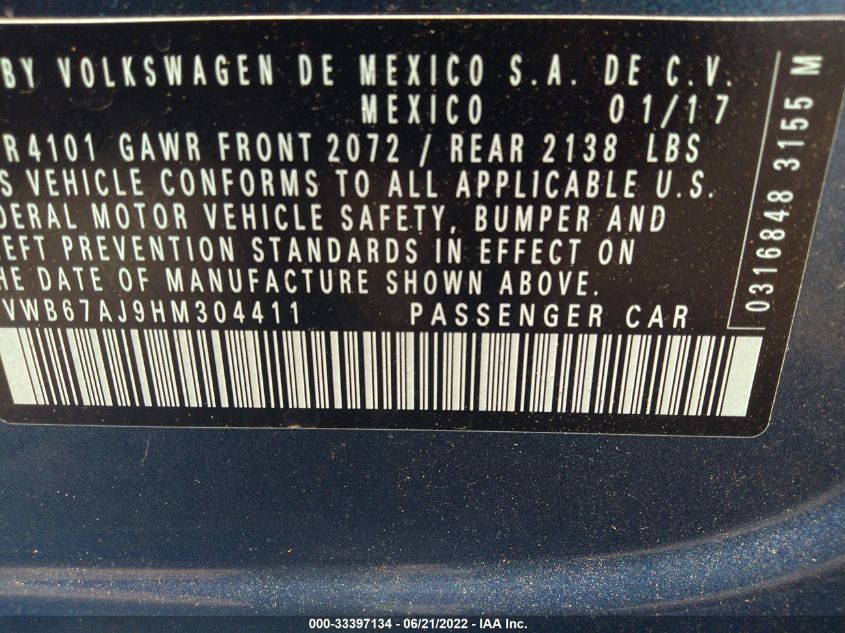 BY VOLKSWAGEN DE MEXICO S.A. DE C.V.
MEXICO 01/17
R4101 GAWR FRONT 2072 / REAR 2138 LBS
S VEHICLE CONFORMS TO ALL APPLICABLE U.S.
DERAL MOTOR VEHICLE SAFETY, BUMPER AND
EFT PREVENTION STANDARDS IN EFFECT ON
HE DATE OF MANUFACTURE SHOWN ABOVE.
VWB67AJ9HM304411 PASSENGER CAR
0316848 3155 M
000-33397134 - 06/21/2022 - IAA Inc.